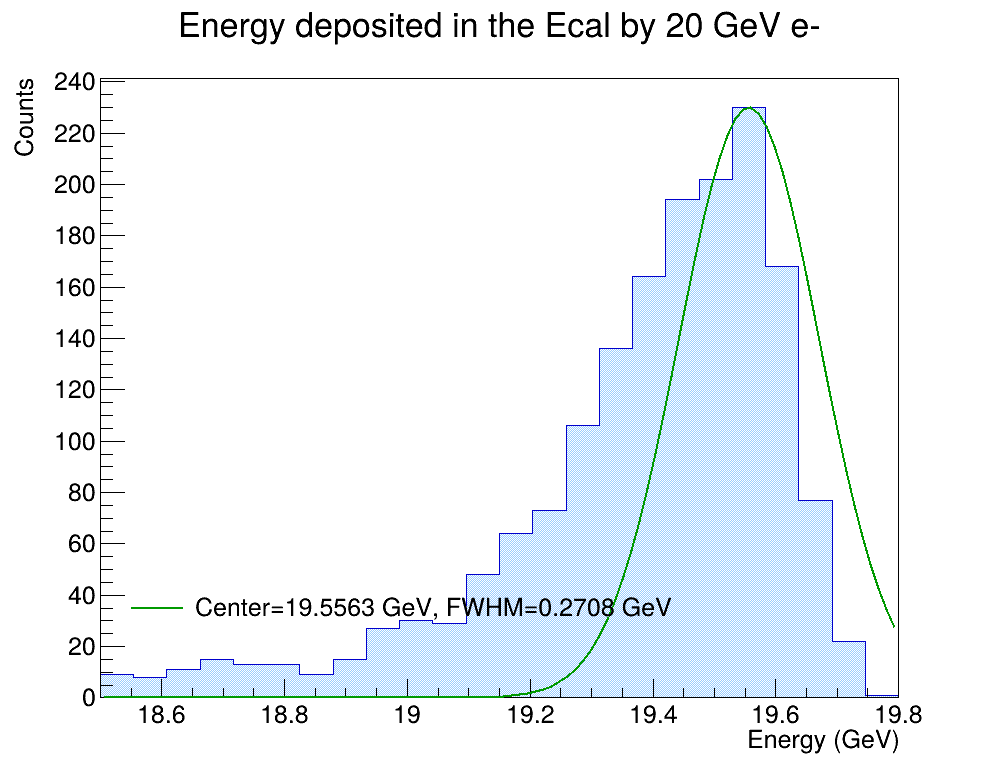 Energy deposited in the Ecal by 20 GeV e-
Counts
240
220
200
180
160
140
120
100
80
60
40
20
0
Center=19.5563 GeV, FWHM=0.2708 GeV
18.6 18.8 19 19.2 19.4 19.6 19.8
Energy (GeV)